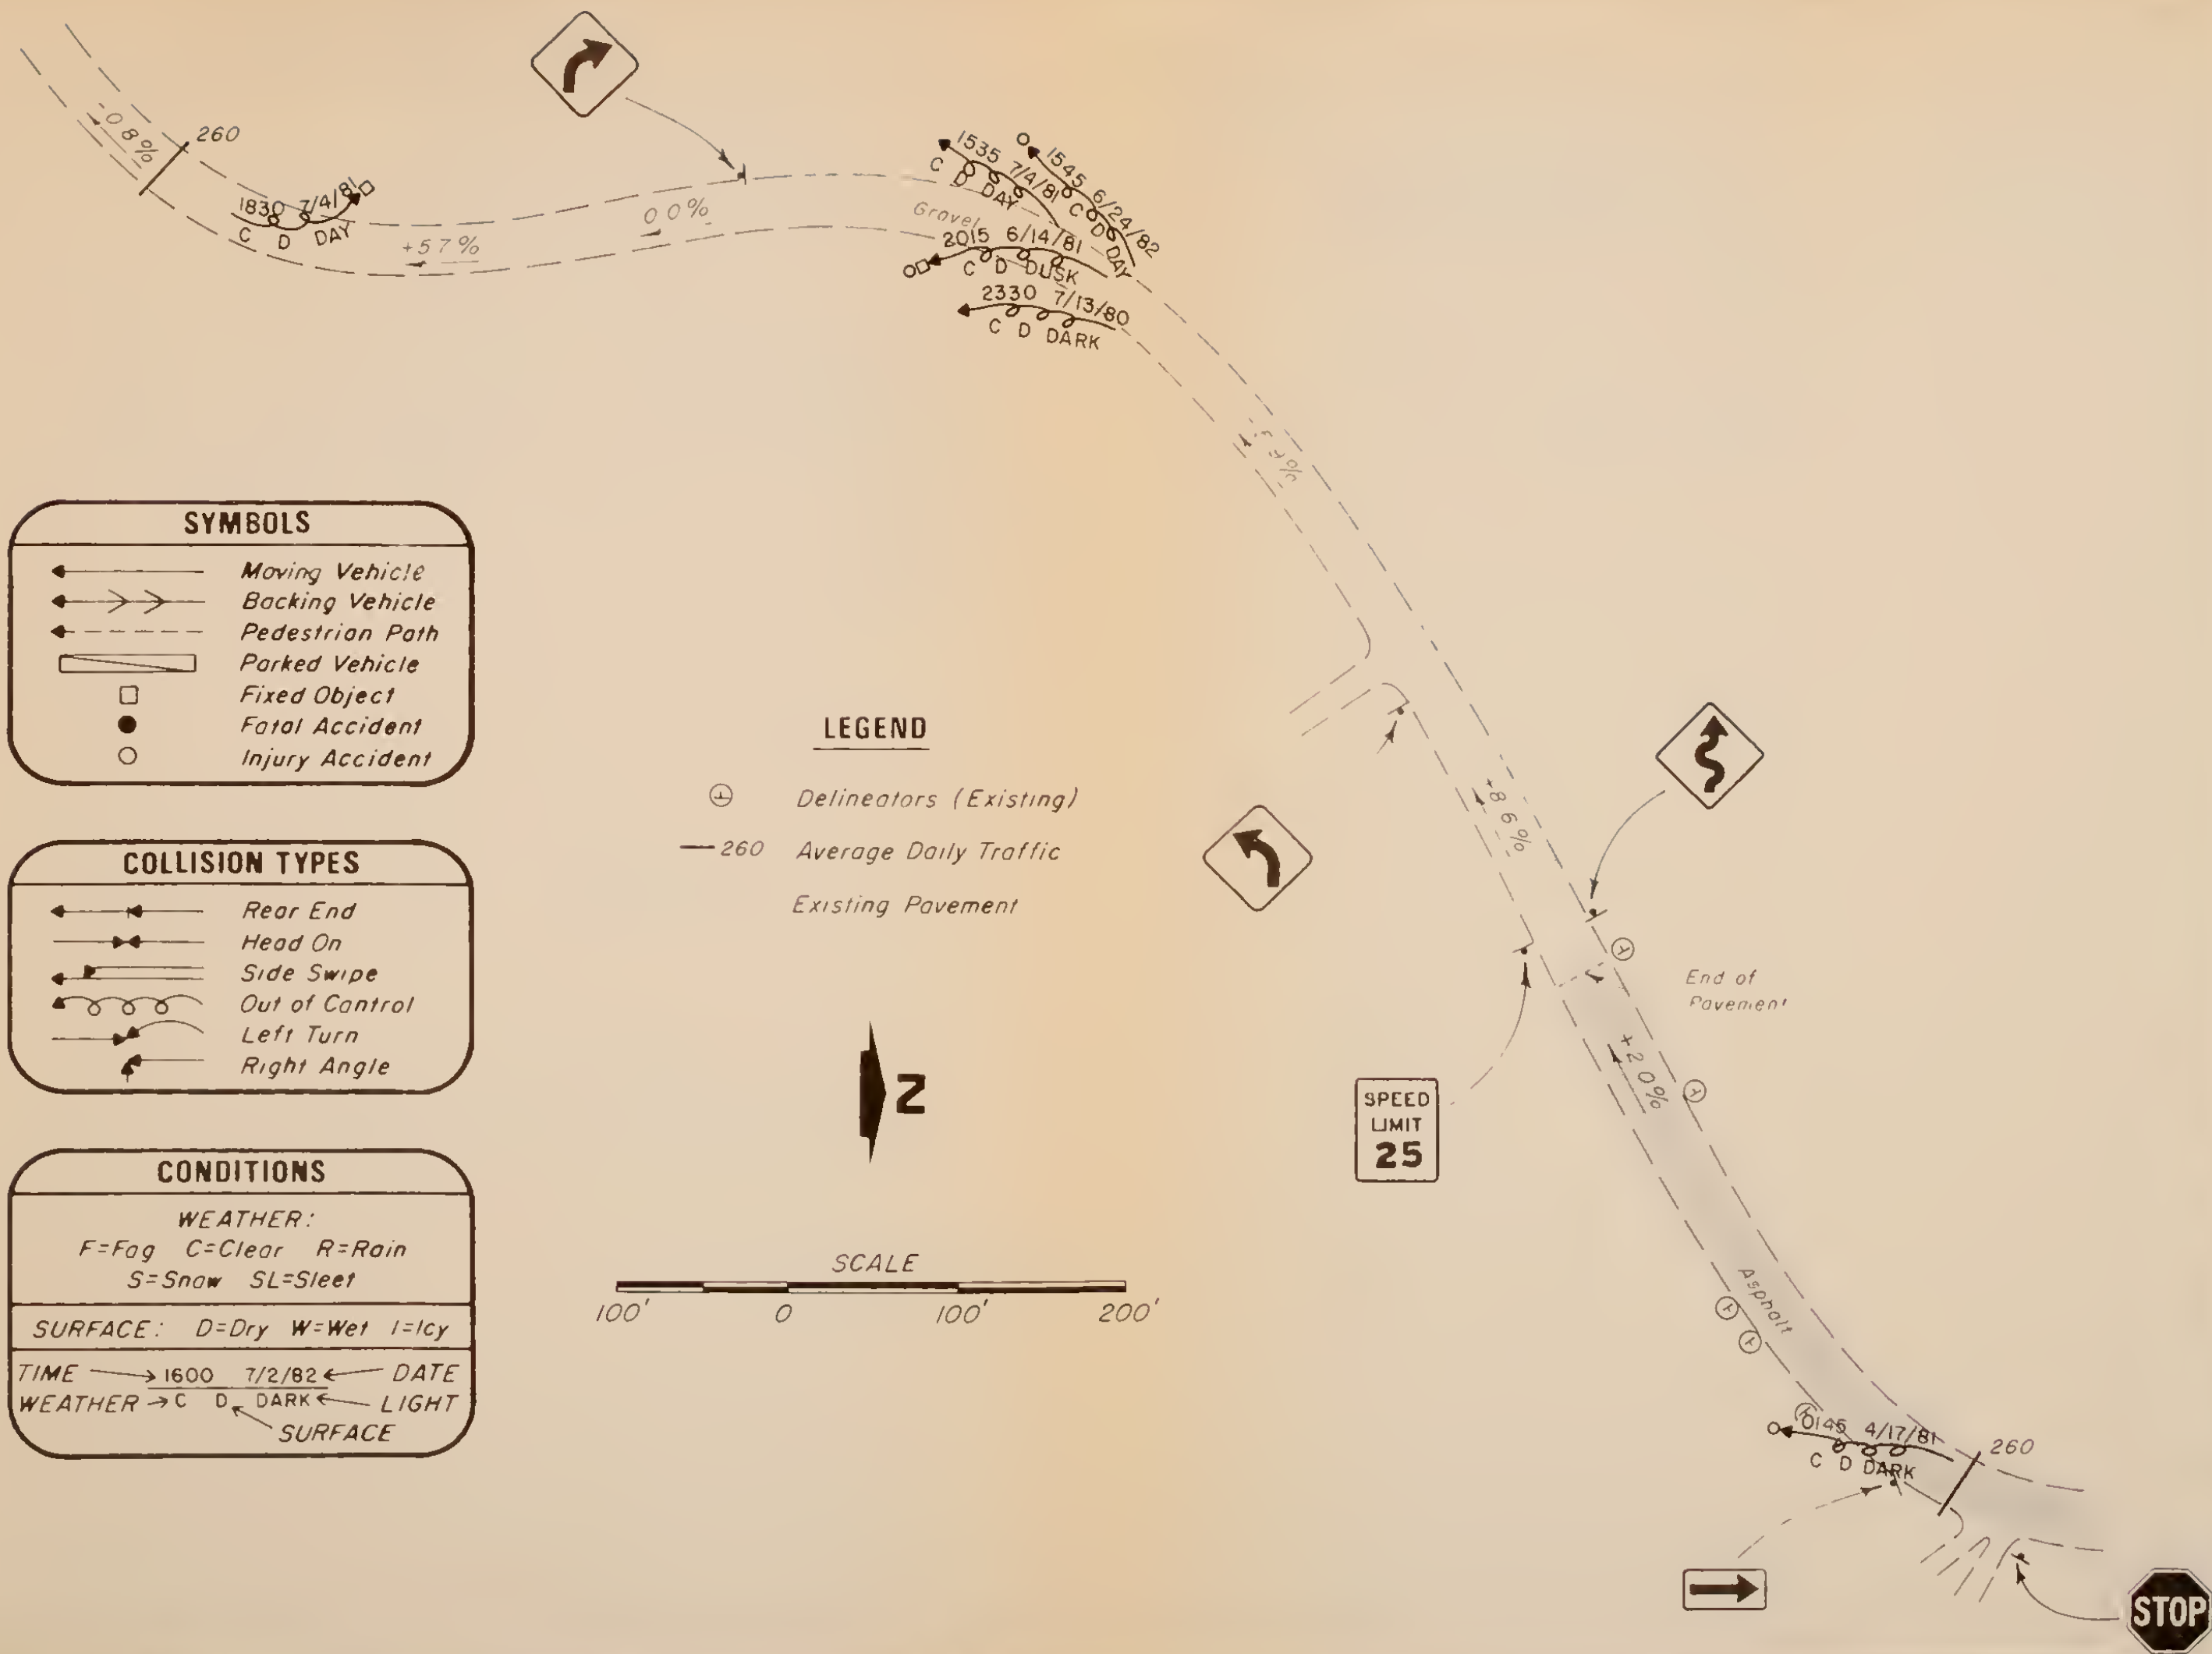 -0.8%
260
1830 7/4/81
C D DAY
+5.7%
0.0%
1535 7/4/81
C D DAY
1545 6/24/82
C D DAY
Gravel
2015 6/14/81
C D DUSK
2330 7/13/80
C D DARK
SYMBOLS
Moving Vehicle
Backing Vehicle
Pedestrian Path
Parked Vehicle
Fixed Object
Fatal Accident
Injury Accident
COLLISION TYPES
Rear End
Head On
Side Swipe
Out of Control
Left Turn
Right Angle
CONDITIONS
WEATHER:
F=Fog C=Clear R=Rain
S=Snow SL=Sleet
SURFACE: D=Dry W=Wet I=Icy
TIME 1600 7/2/82 DATE
WEATHER C D DARK LIGHT
SURFACE
LEGEND
Delineators (Existing)
260 Average Daily Traffic
Existing Pavement
N
SCALE
100' 0 100' 200'
+8.6%
End of
Pavement
+2.0%
SPEED
LIMIT
25
Asphalt
0145 4/17/81
C D DARK
260
STOP